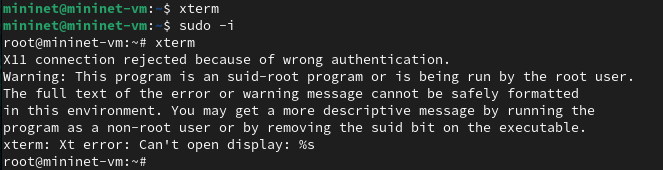 mininet@mininet-vm:~$ xterm
mininet@mininet-vm:~$ sudo -i
root@mininet-vm:~# xterm
X11 connection rejected because of wrong authentication.
Warning: This program is an suid-root program or is being run by the root user.
The full text of the error or warning message cannot be safely formatted
in this environment. You may get a more descriptive message by running the
program as a non-root user or by removing the suid bit on the executable.
xterm: Xt error: Can't open display: %s
root@mininet-vm:~#